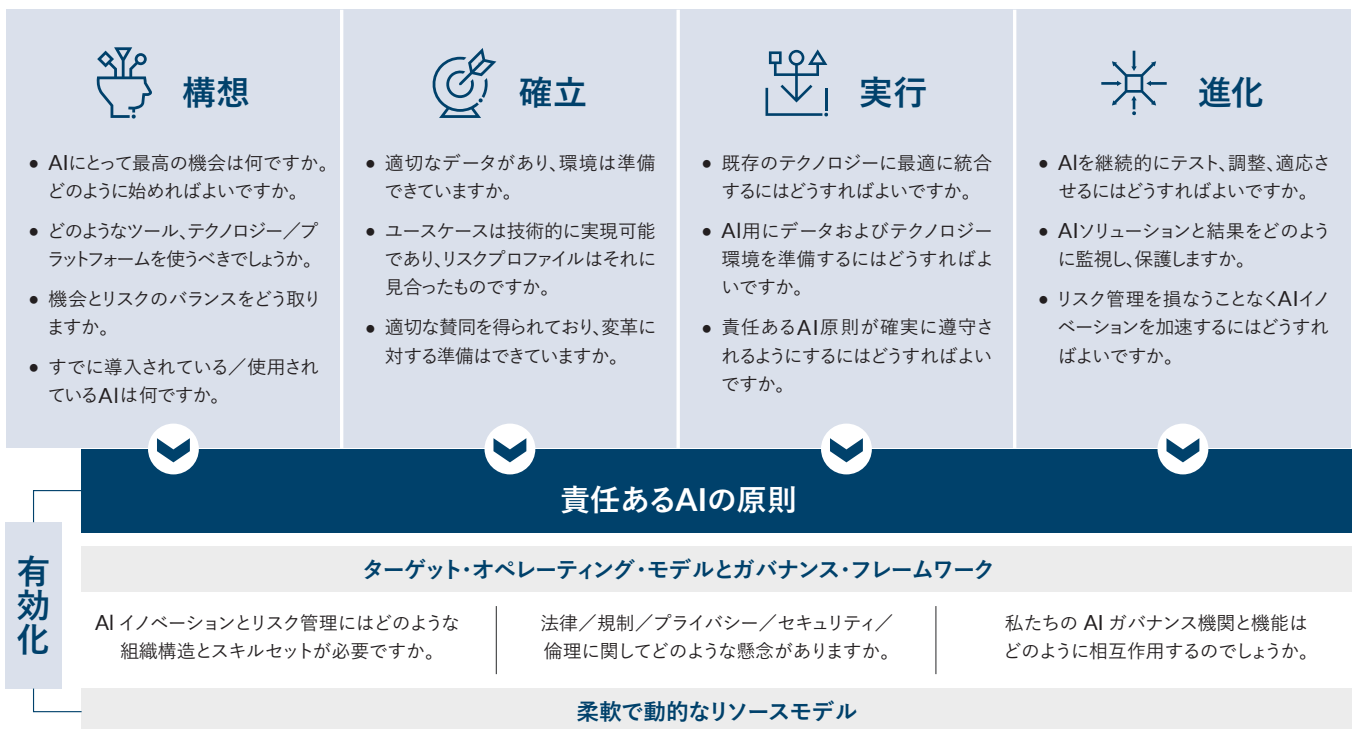 構想
• AIにとって最高の機会は何ですか。
どのように始めればよいですか。
• どのようなツール、テクノロジー／プ
ラットフォームを使うべきでしょうか。
• 機会とリスクのバランスをどう取り
ますか。
• すでに導入されている／使用され
ているAIは何ですか。
確立
• 適切なデータがあり、環境は準備
できていますか。
• ユースケースは技術的に実現可能
であり、リスクプロファイルはそれに
見合ったものですか。
• 適切な賛同を得られており、変革に
対する準備はできていますか。
実行
• 既存のテクノロジーに最適に統合
するにはどうすればよいですか。
• AI用にデータおよびテクノロジー
環境を準備するにはどうすればよ
いですか。
• 責任あるAI原則が確実に遵守さ
れるようにするにはどうすればよい
ですか。
進化
• AIを継続的にテスト、調整、適応さ
せるにはどうすればよいですか。
• AIソリューションと結果をどのよう
に監視し、保護しますか。
• リスク管理を損なうことなくAIイノ
ベーションを加速するにはどうすれ
ばよいですか。
責任あるAIの原則
有効化
ターゲット・オペレーティング・モデルとガバナンス・フレームワーク
AI イノベーションとリスク管理にはどのような
組織構造とスキルセットが必要ですか。
法律／規制／プライバシー／セキュリティ／
倫理に関してどのような懸念がありますか。
私たちの AI ガバナンス機関と機能は
どのように相互作用するのでしょうか。
柔軟で動的なリソースモデル